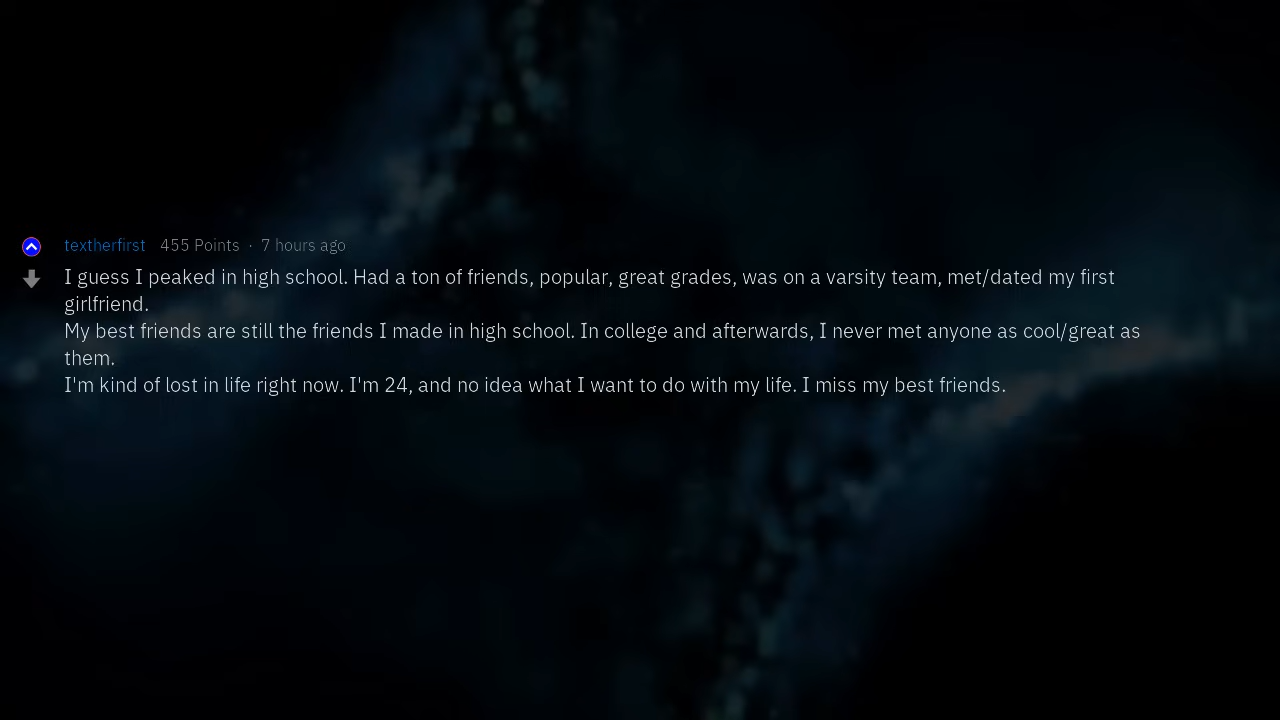 textherfirst 455 Points · 7 hours ago
I guess I peaked in high school. Had a ton of friends, popular, great grades, was on a varsity team, met/dated my first
girlfriend.
My best friends are still the friends I made in high school. In college and afterwards, I never met anyone as cool/great as
them.
I'm kind of lost in life right now. I'm 24, and no idea what I want to do with my life. I miss my best friends.